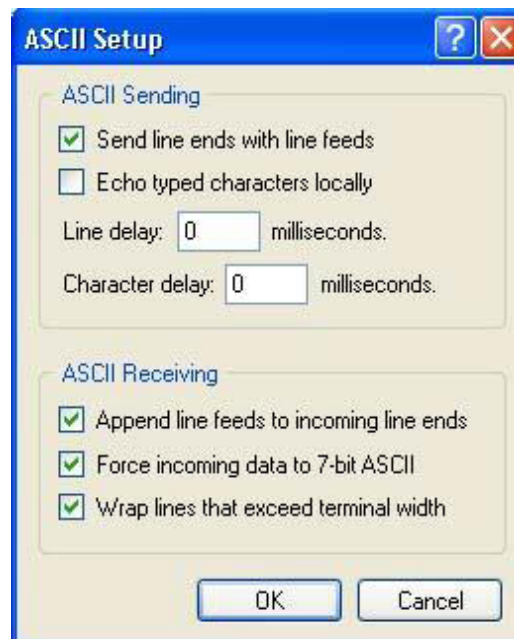 ASCII Setup
ASCII Sending
Send line ends with line feeds
Echo typed characters locally
Line delay: 0 milliseconds.
Character delay: 0 milliseconds.
ASCII Receiving
Append line feeds to incoming line ends
Force incoming data to 7-bit ASCII
Wrap lines that exceed terminal width
OK Cancel